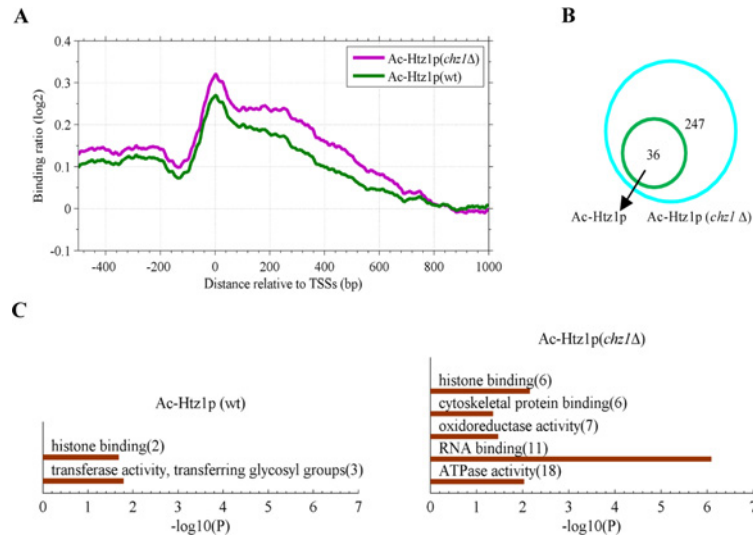 A
B
0.4
0.3
0.2
0.1
0
-0.1
Binding ratio (log2)
Ac-Htz1p(chz1Δ)
Ac-Htz1p(wt)
-400 -200 0 200 400 600 800 1000
Distance relative to TSSs (bp)
247
36
Ac-Htz1p
Ac-Htz1p (chz1 Δ)
C
Ac-Htz1p (wt)
histone binding(2)
transferase activity, transferring glycosyl groups(3)
0 1 2 3 4 5 6 7
-log10(P)
Ac-Htz1p(chz1Δ)
histone binding(6)
cytoskeletal protein binding(6)
oxidoreductase activity(7)
RNA binding(11)
ATPase activity(18)
0 1 2 3 4 5 6 7
-log10(P)